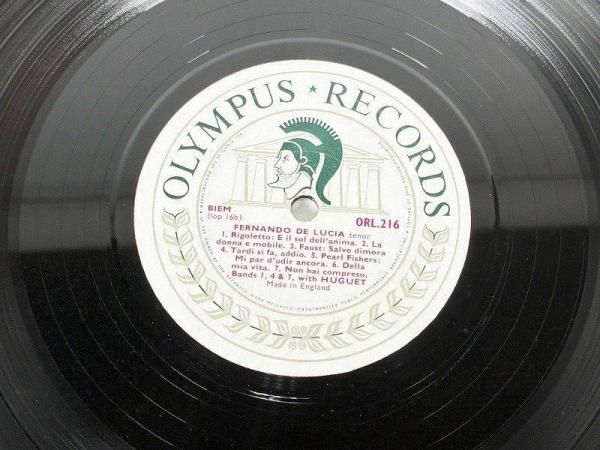 OLYMPUS ★ RECORDS
BIEM
(lop 16b)
ORL.216
FERNANDO DE LUCIA tenor
1. Rigoletto: E il sol dell'anima. 2. La
donna e mobile. 3. Faust: Salve dimora
4. Tardi si fa, addio. 5. Pearl Fishers:
Mi par d'udir ancora. 6. Della
mia vita. 7. Non hai compreso,
Bands 1, 4 & 7, with HUGUET
Made in England